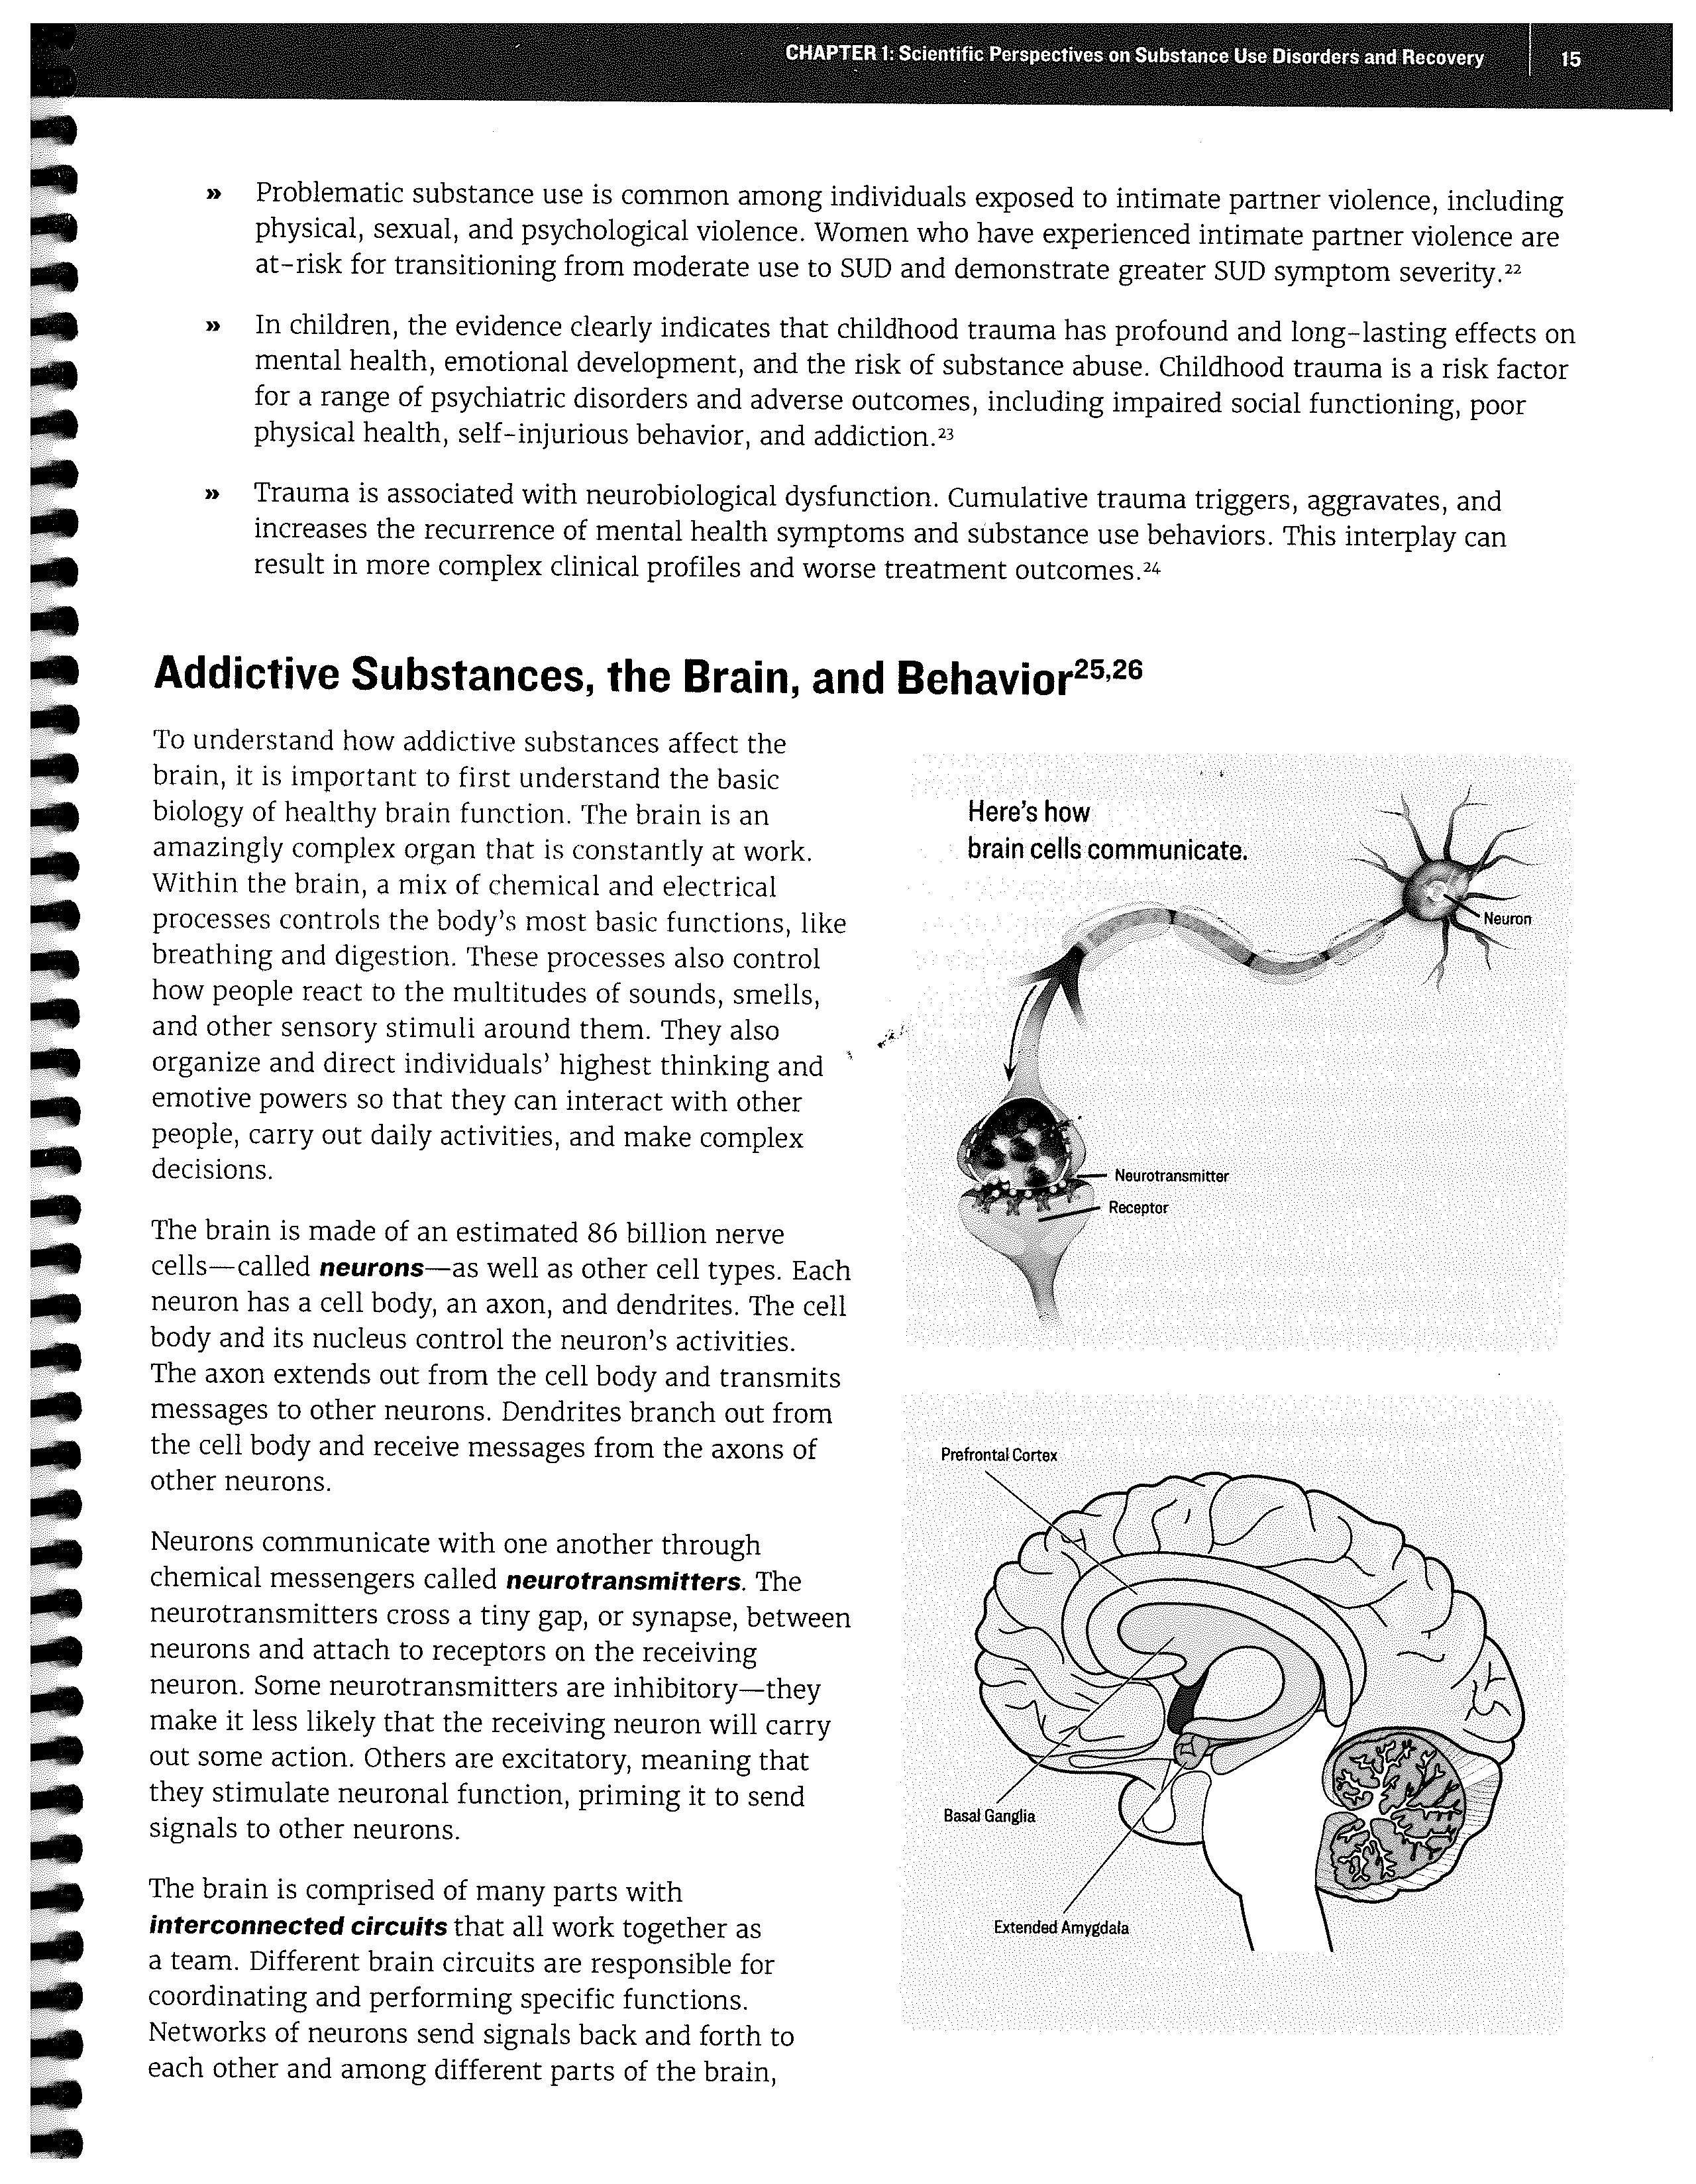 CHAPTER 1: Scientific Perspectives on Substance Use Disorders and Recovery 15
» Problematic substance use is common among individuals exposed to intimate partner violence, including
physical, sexual, and psychological violence. Women who have experienced intimate partner violence are
at-risk for transitioning from moderate use to SUD and demonstrate greater SUD symptom severity.22
» In children, the evidence clearly indicates that childhood trauma has profound and long-lasting effects on
mental health, emotional development, and the risk of substance abuse. Childhood trauma is a risk factor
for a range of psychiatric disorders and adverse outcomes, including impaired social functioning, poor
physical health, self-injurious behavior, and addiction.23
» Trauma is associated with neurobiological dysfunction. Cumulative trauma triggers, aggravates, and
increases the recurrence of mental health symptoms and substance use behaviors. This interplay can
result in more complex clinical profiles and worse treatment outcomes.24
Addictive Substances, the Brain, and Behavior25,26
To understand how addictive substances affect the
brain, it is important to first understand the basic
biology of healthy brain function. The brain is an
amazingly complex organ that is constantly at work.
Within the brain, a mix of chemical and electrical
processes controls the body's most basic functions, like
breathing and digestion. These processes also control
how people react to the multitudes of sounds, smells,
and other sensory stimuli around them. They also
organize and direct individuals' highest thinking and
emotive powers so that they can interact with other
people, carry out daily activities, and make complex
decisions.
The brain is made of an estimated 86 billion nerve
cells—called neurons—as well as other cell types. Each
neuron has a cell body, an axon, and dendrites. The cell
body and its nucleus control the neuron's activities.
The axon extends out from the cell body and transmits
messages to other neurons. Dendrites branch out from
the cell body and receive messages from the axons of
other neurons.
Neurons communicate with one another through
chemical messengers called neurotransmitters. The
neurotransmitters cross a tiny gap, or synapse, between
neurons and attach to receptors on the receiving
neuron. Some neurotransmitters are inhibitory—they
make it less likely that the receiving neuron will carry
out some action. Others are excitatory, meaning that
they stimulate neuronal function, priming it to send
signals to other neurons.
The brain is comprised of many parts with
interconnected circuits that all work together as
a team. Different brain circuits are responsible for
coordinating and performing specific functions.
Networks of neurons send signals back and forth to
each other and among different parts of the brain,
Here's how
brain cells communicate.
Neuron
Neurotransmitter
Receptor
Prefrontal Cortex
Basal Ganglia
Extended Amygdala